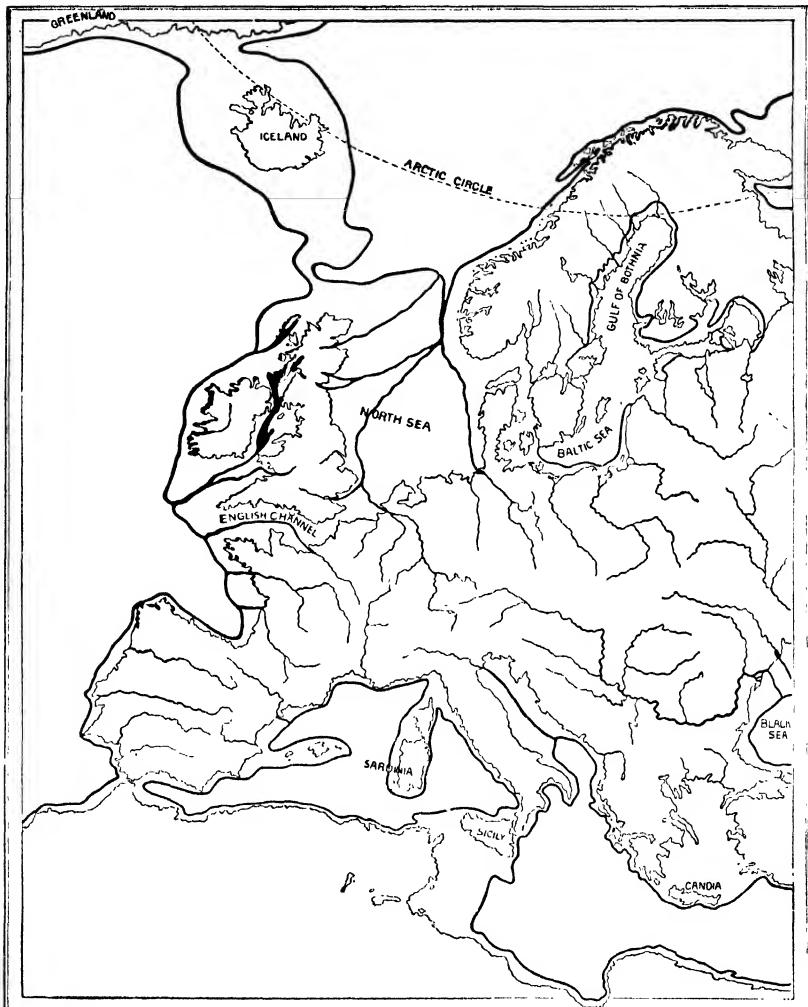 GREENLAND
ICELAND
ARCTIC CIRCLE
GULF OF BOTHNIA
NORTH SEA
BALTIC SEA
ENGLISH CHANNEL
BLACK
SEA
SARDINIA
SICILY
CANDIA